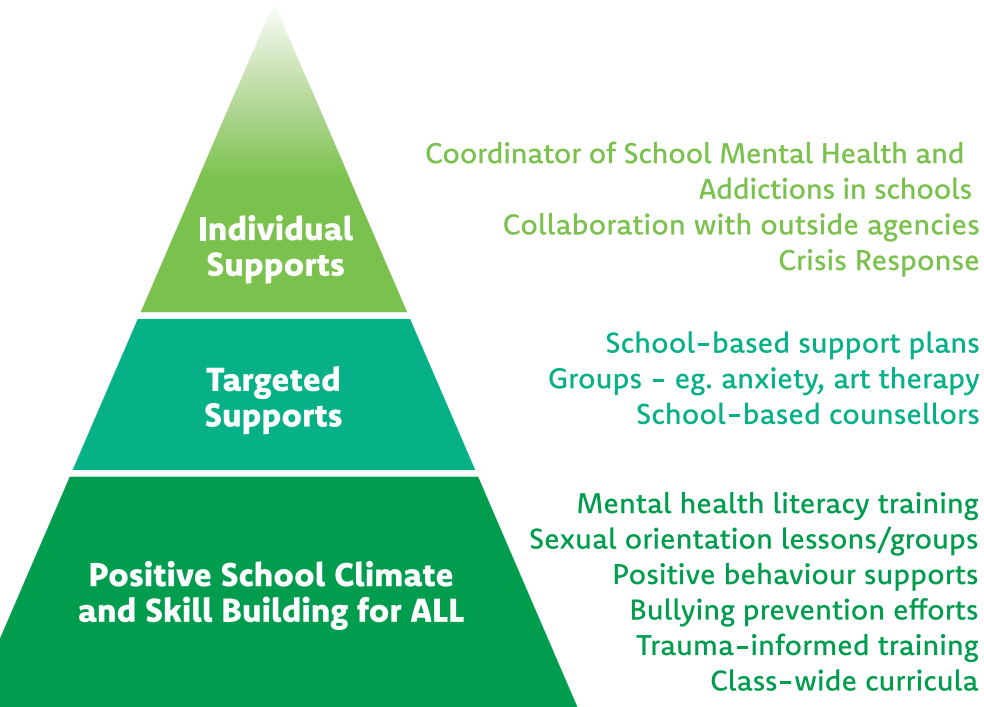 Coordinator of School Mental Health and
Addictions in schools
Collaboration with outside agencies
Crisis Response
Individual
Supports
School-based support plans
Groups - eg. anxiety, art therapy
School-based counsellors
Targeted
Supports
Mental health literacy training
Sexual orientation lessons/groups
Positive behaviour supports
Bullying prevention efforts
Trauma-informed training
Class-wide curricula
Positive School Climate
and Skill Building for ALL